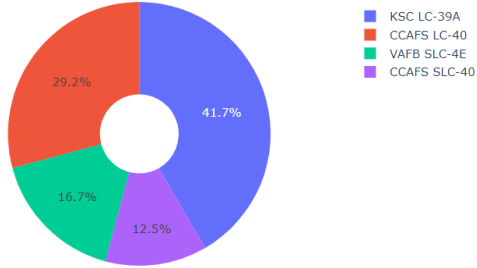 KSC LC-39A
CCAFS LC-40
VAFB SLC-4E
CCAFS SLC-40
29.2%
41.7%
16.7%
12.5%